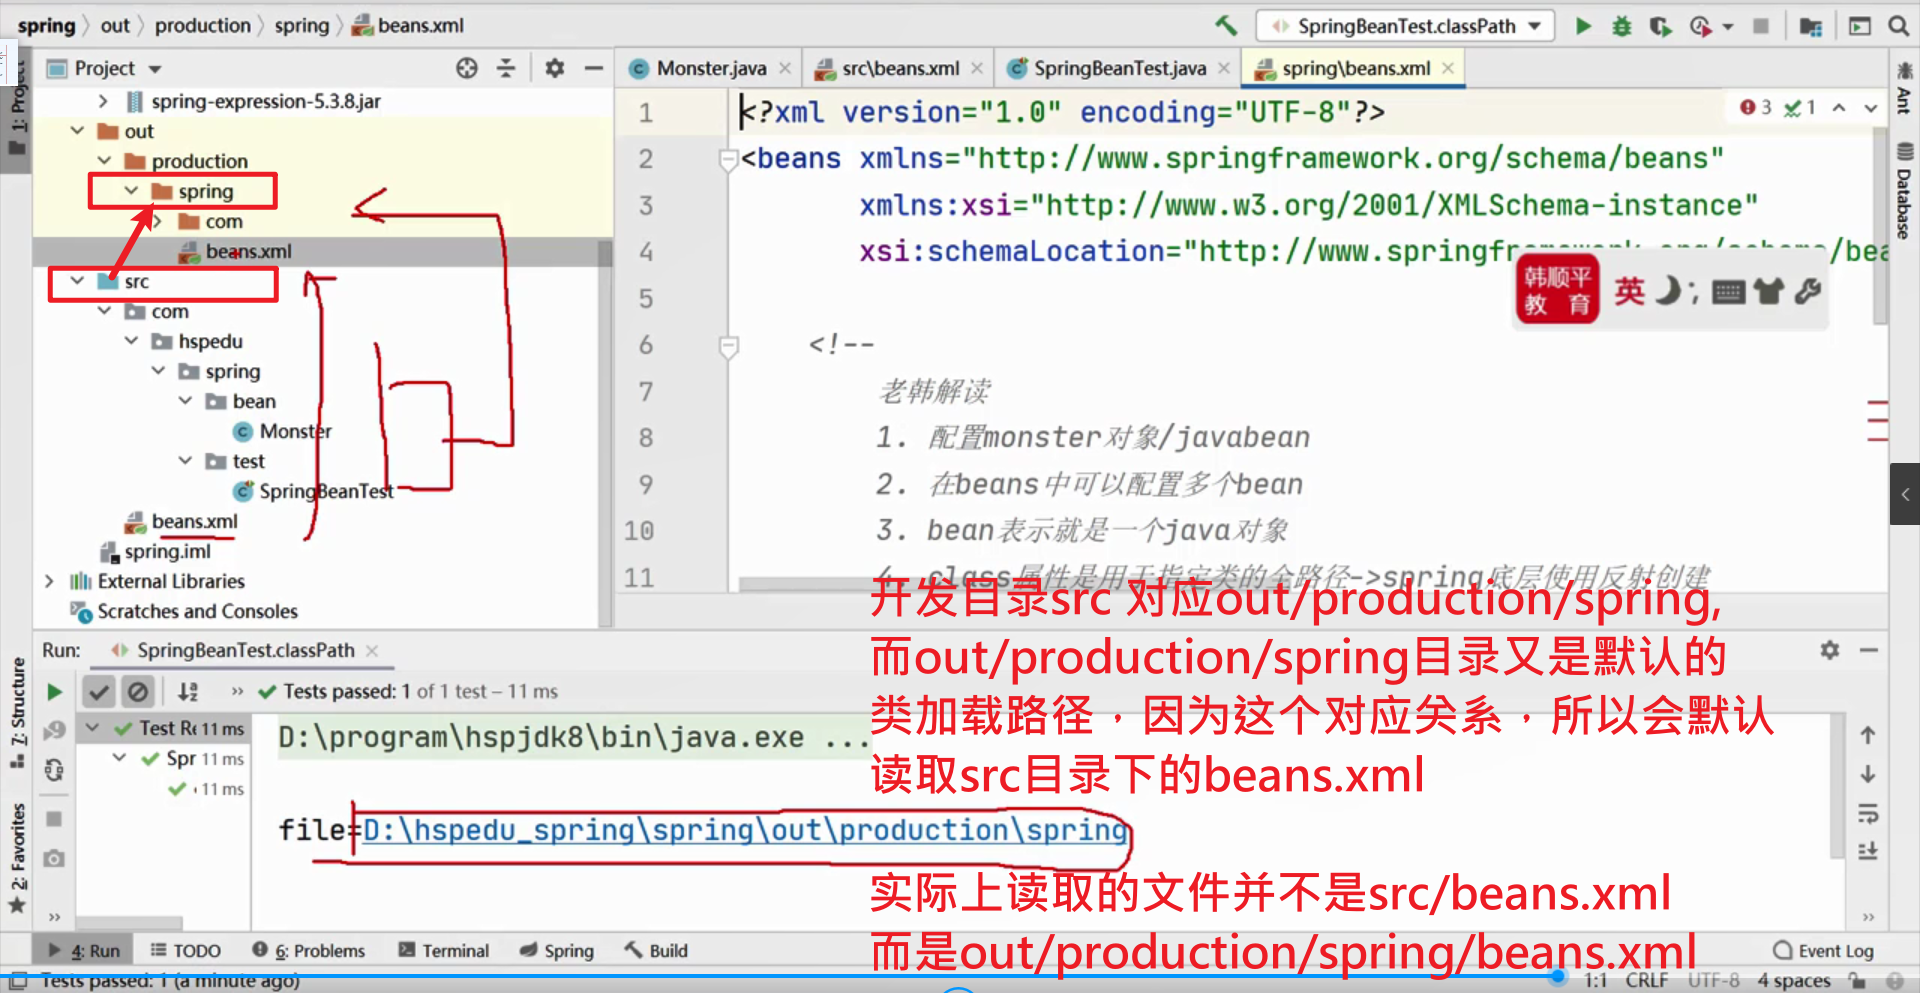 spring 〉 out 〉 production 〉 spring 〉 beans.xml
SpringBeanTest.classPath
Project
Monster.java
src\beans.xml
SpringBeanTest.java
spring\beans.xml
1: Project
spring-expression-5.3.8.jar
out
production
spring
com
beans.xml
src
com
hspedu
spring
bean
Monster
test
SpringBeanTest
beans.xml
spring.iml
External Libraries
Scratches and Consoles
1 <?xml version="1.0" encoding="UTF-8"?>
2 <beans xmlns="http://www.springframework.org/schema/beans"
3 xmlns:xsi="http://www.w3.org/2001/XMLSchema-instance"
4 xsi:schemaLocation="http://www.springframework.org/schema/bea
5
6 <!--
7 老韩解读
8 1. 配置monster对象/javabean
9 2. 在beans中可以配置多个bean
10 3. bean表示就是一个java对象
11 4. class属性是用于指定类的全路径->spring底层使用反射创建
3 1
韩顺平
教 育
英
Ant
Database
Run: SpringBeanTest.classPath
Tests passed: 1 of 1 test – 11 ms
Test Re 11 ms
Spr 11 ms
11 ms
D:\program\hspjdk8\bin\java.exe ...
file=D:\hspedu_spring\spring\out\production\spring
开发目录src 对应out/production/spring,
而out/production/spring目录又是默认的
类加载路径，因为这个对应关系，所以会默认
读取src目录下的beans.xml
实际上读取的文件并不是src/beans.xml
而是out/production/spring/beans.xml
7: Structure
2: Favorites
4: Run
TODO
6: Problems
Terminal
Spring
Build
Event Log
Tests passed: 1 (a minute ago)
1:1 CRLF UTF-8 4 spaces